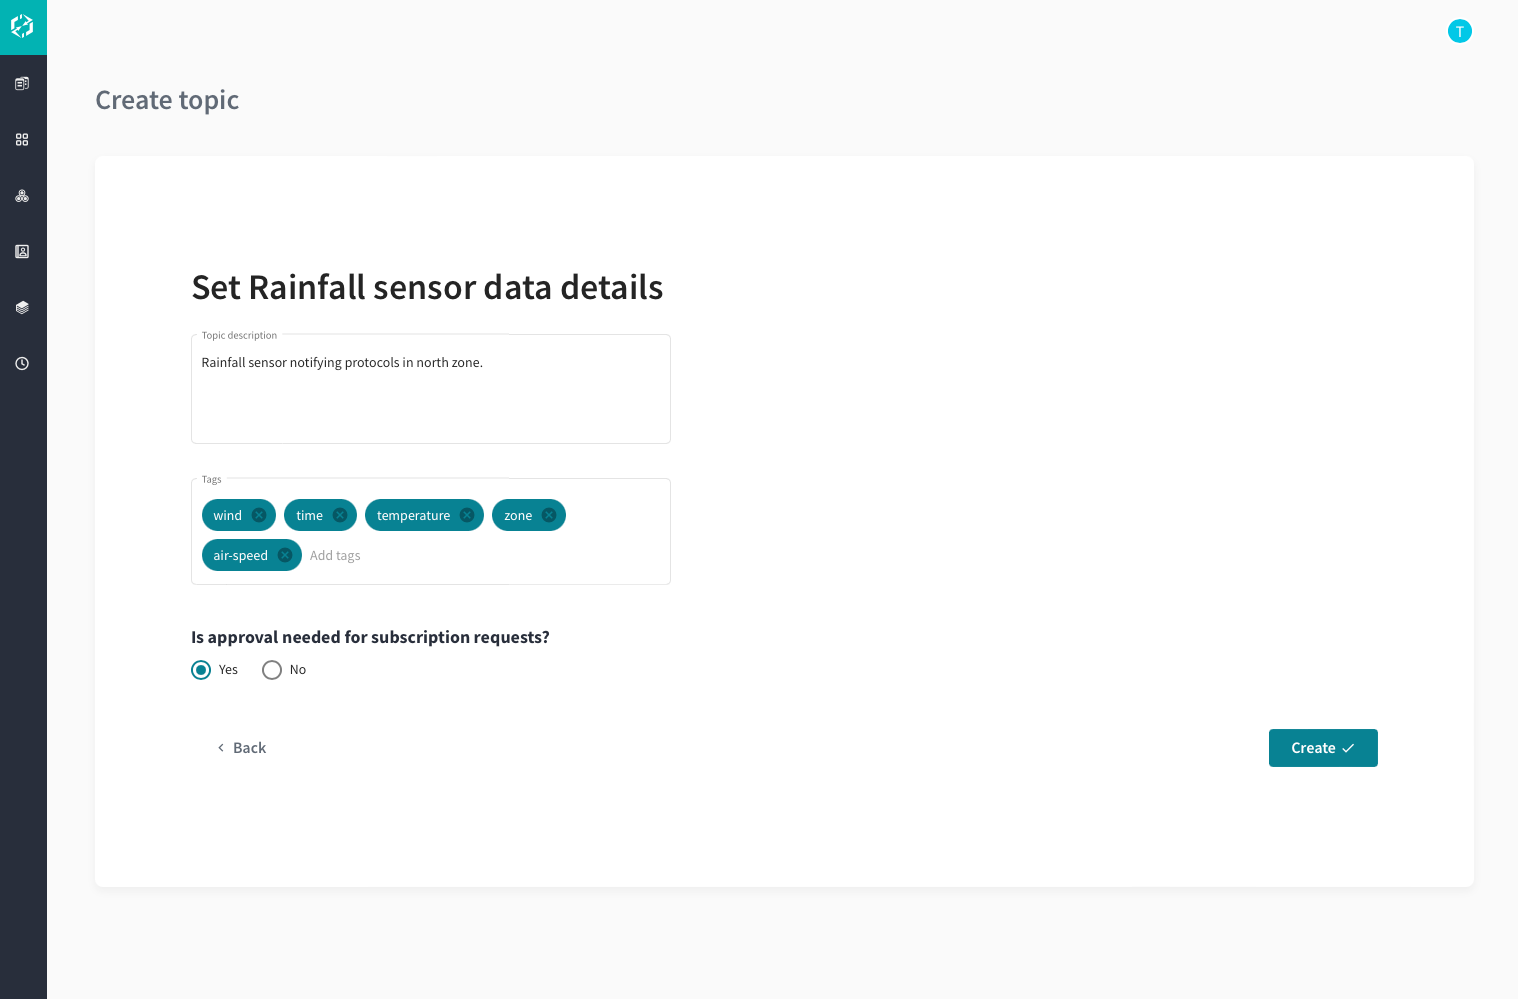 T
Create topic
Set Rainfall sensor data details
Topic description
Rainfall sensor notifying protocols in north zone.
Tags
wind time temperature zone
air-speed Add tags
Is approval needed for subscription requests?
Yes No
Back Create